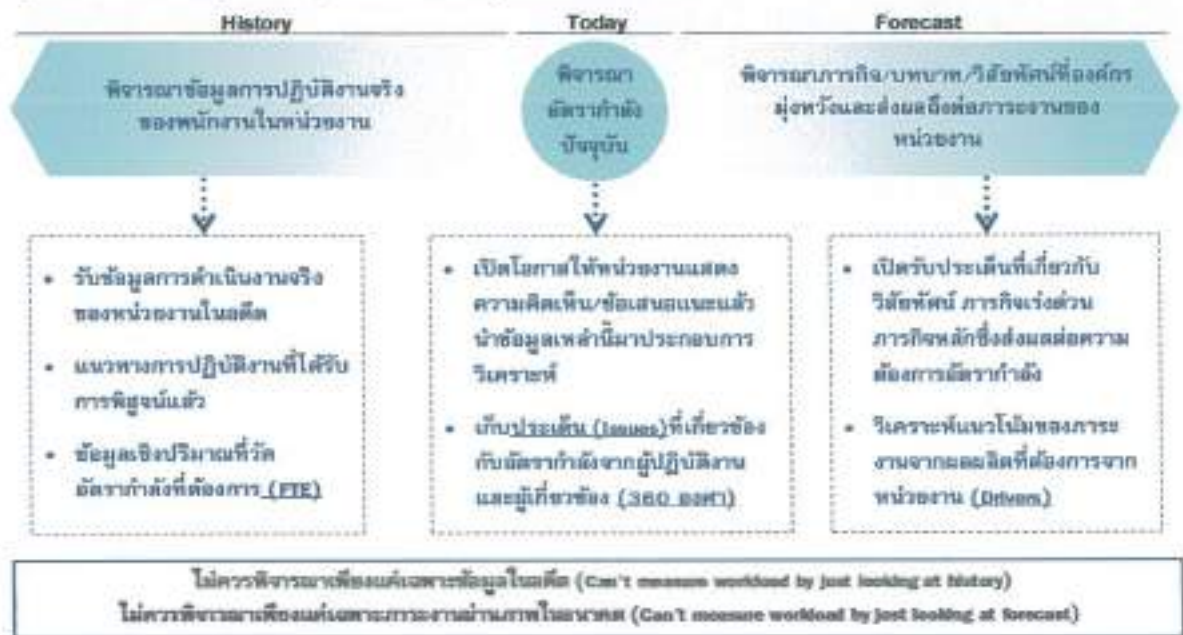 History
Today
Forecast
พิจารณาข้อมูลการปฏิบัติงานจริง
ของพนักงานในหน่วยงาน
พิจารณา
อัตรากำลัง
ปัจจุบัน
พิจารณาภารกิจ/บทบาท/วิสัยทัศน์ที่องค์กร
มุ่งหวังและส่งผลถึงต่อภาระงานของ
หน่วยงาน
• รับข้อมูลการดำเนินงานจริง
ของหน่วยงานในอดีต
• แนวทางการปฏิบัติงานที่ได้รับ
การพิสูจน์แล้ว
• ข้อมูลเชิงปริมาณที่วัด
อัตรากำลังที่ต้องการ (FTE)
• เปิดโอกาสให้หน่วยงานแสดง
ความคิดเห็น/ข้อเสนอแนะแล้ว
นำข้อมูลเหล่านี้มาประกอบการ
วิเคราะห์
• เก็บประเด็น (Issues)ที่เกี่ยวข้อง
กับอัตรากำลังจากผู้ปฏิบัติงาน
และผู้เกี่ยวข้อง (360 องศา)
• เปิดรับประเด็นที่เกี่ยวกับ
วิสัยทัศน์ ภารกิจเร่งด่วน
ภารกิจหลักซึ่งส่งผลต่อความ
ต้องการอัตรากำลัง
• วิเคราะห์แนวโน้มของภาระ
งานจากผลผลิตที่ต้องการจาก
หน่วยงาน (Drivers)
ไม่ควรพิจารณาเพียงแค่เฉพาะข้อมูลในอดีต (Can't measure workload by just looking at history)
ไม่ควรพิจารณาเพียงแค่เฉพาะภาระงานผ่านภาพในอนาคต (Can't measure workload by just looking at forecast)